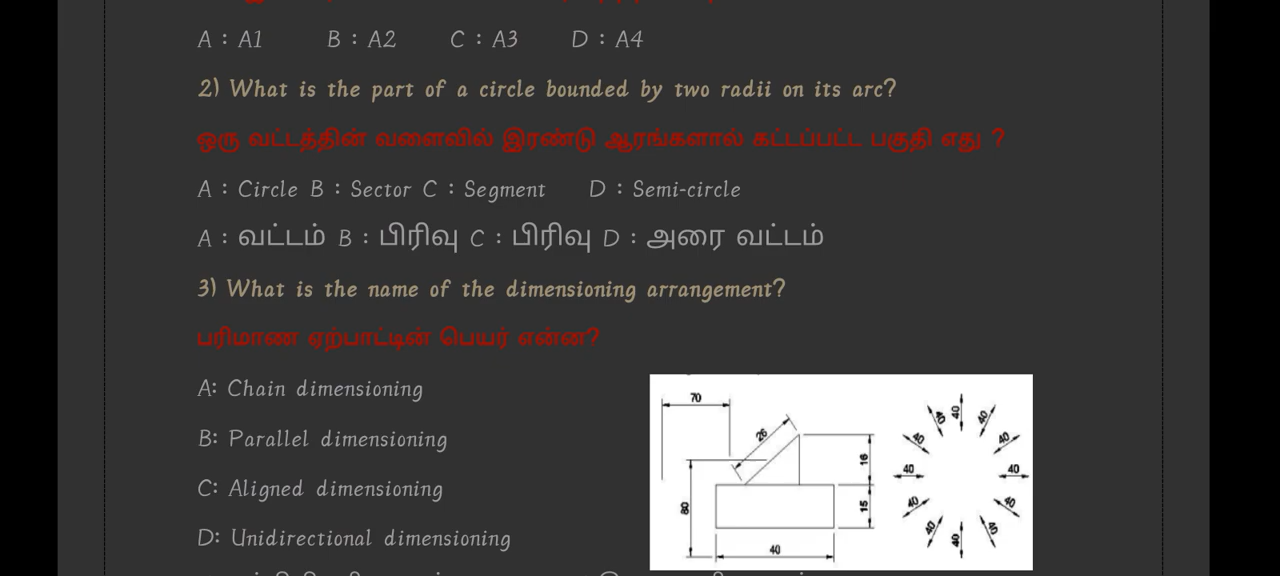 A : A1 B : A2 C : A3 D : A4
2) What is the part of a circle bounded by two radii on its arc?
ஒரு வட்டத்தின் வளைவில் இரண்டு ஆரங்களால் கட்டப்பட்ட பகுதி எது ?
A : Circle B : Sector C : Segment D : Semi-circle
A : வட்டம் B : பிரிவு C : பிரிவு D : அரை வட்டம்
3) What is the name of the dimensioning arrangement?
பரிமாண ஏற்பாட்டின் பெயர் என்ன?
A: Chain dimensioning
B: Parallel dimensioning
C: Aligned dimensioning
D: Unidirectional dimensioning
70
26
16
80
15
40
40
40
40
40
40
40
40
40
40
40
40
40